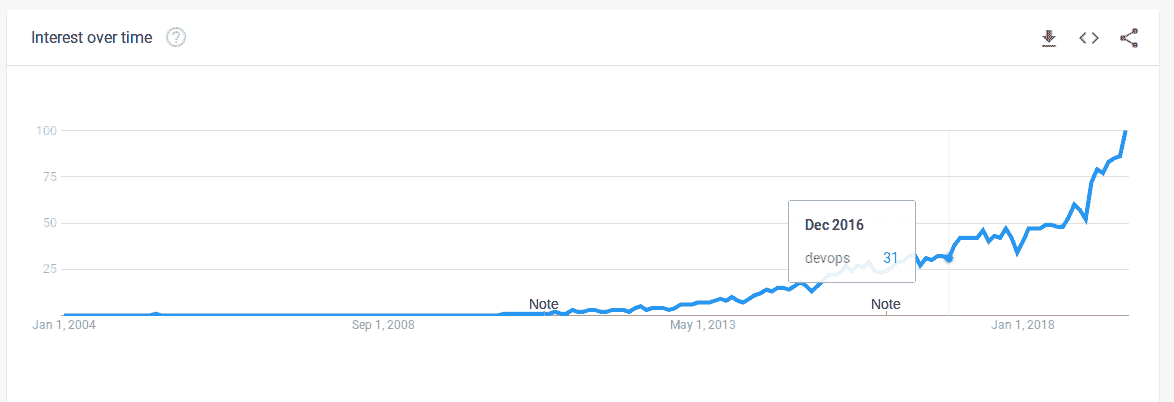 Interest over time
100
75
50
25
Dec 2016
devops 31
Note
Note
Jan 1, 2004
Sep 1, 2008
May 1, 2013
Jan 1, 2018